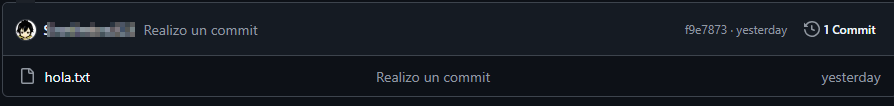 Realizo un commit f9e7873 · yesterday 1 Commit
hola.txt Realizo un commit yesterday